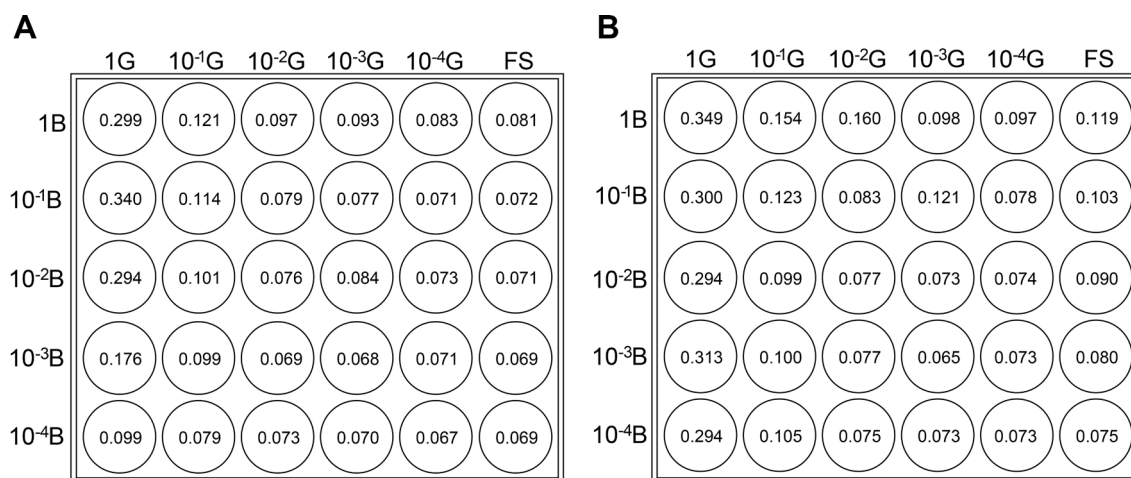 A
1G 10⁻¹G 10⁻²G 10⁻³G 10⁻⁴G FS
1B 0.299 0.121 0.097 0.093 0.083 0.081
10⁻¹B 0.340 0.114 0.079 0.077 0.071 0.072
10⁻²B 0.294 0.101 0.076 0.084 0.073 0.071
10⁻³B 0.176 0.099 0.069 0.068 0.071 0.069
10⁻⁴B 0.099 0.079 0.073 0.070 0.067 0.069
B
1G 10⁻¹G 10⁻²G 10⁻³G 10⁻⁴G FS
1B 0.349 0.154 0.160 0.098 0.097 0.119
10⁻¹B 0.300 0.123 0.083 0.121 0.078 0.103
10⁻²B 0.294 0.099 0.077 0.073 0.074 0.090
10⁻³B 0.313 0.100 0.077 0.065 0.073 0.080
10⁻⁴B 0.294 0.105 0.075 0.073 0.073 0.075